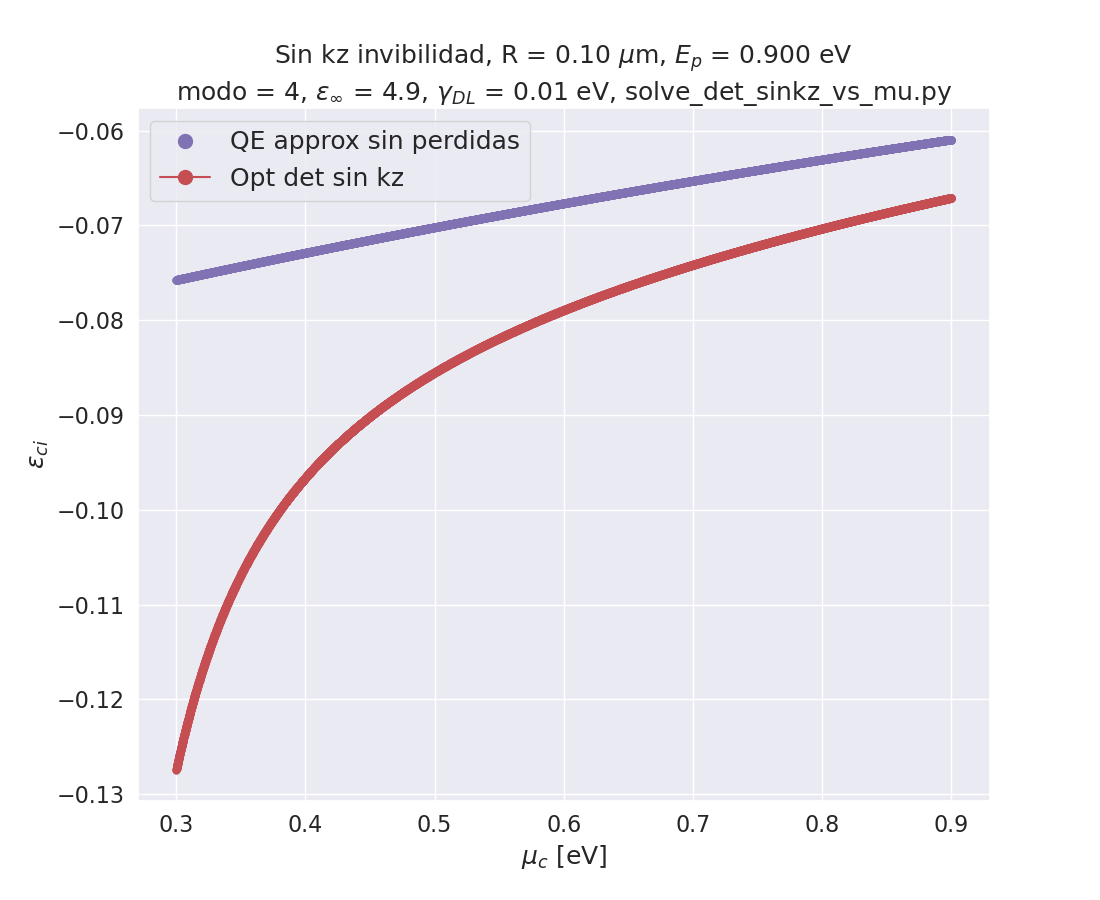 Sin kz invibilidad, R = 0.10 μm, E_p = 0.900 eV
modo = 4, ε_∞ = 4.9, γ_DL = 0.01 eV, solve_det_sinkz_vs_mu.py
QE approx sin perdidas
Opt det sin kz
−0.06
−0.07
−0.08
−0.09
−0.10
−0.11
−0.12
−0.13
ε_ci
0.3 0.4 0.5 0.6 0.7 0.8 0.9
μ_c [eV]